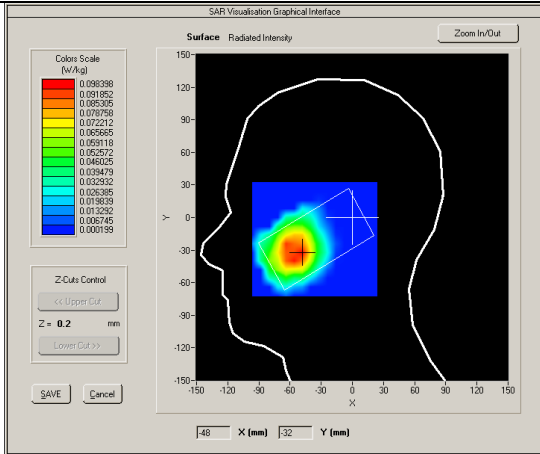 SAR Visualisation Graphical Interface
Surface Radiated Intensity
Zoom In/Out
Colors Scale
(W/kg)
0.098398
0.091852
0.085305
0.078758
0.072212
0.065665
0.059118
0.052572
0.046025
0.039479
0.032932
0.026385
0.019839
0.013292
0.006745
0.000199
150
120
90
60
30
0
-30
-60
-90
-120
-150
Y
-150 -120 -90 -60 -30 0 30 60 90 120 150
X
Z-Cuts Control
<< Upper Cut
Z = 0.2 mm
Lower Cut >>
SAVE Cancel
-48 X (mm) -32 Y (mm)